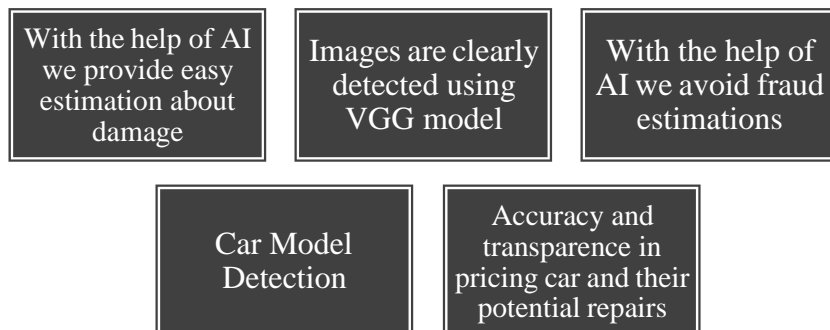 With the help of AI
we provide easy
estimation about
damage
Images are clearly
detected using
VGG model
With the help of
AI we avoid fraud
estimations
Car Model
Detection
Accuracy and
transparence in
pricing car and their
potential repairs